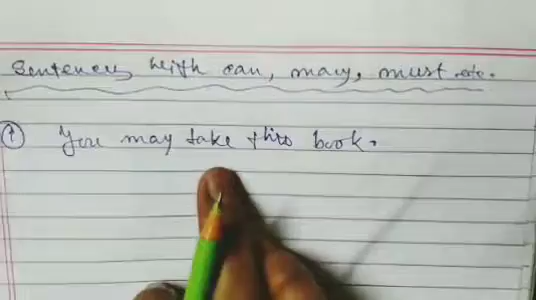 Sentences with can, may, must etc.
① You may take this book.